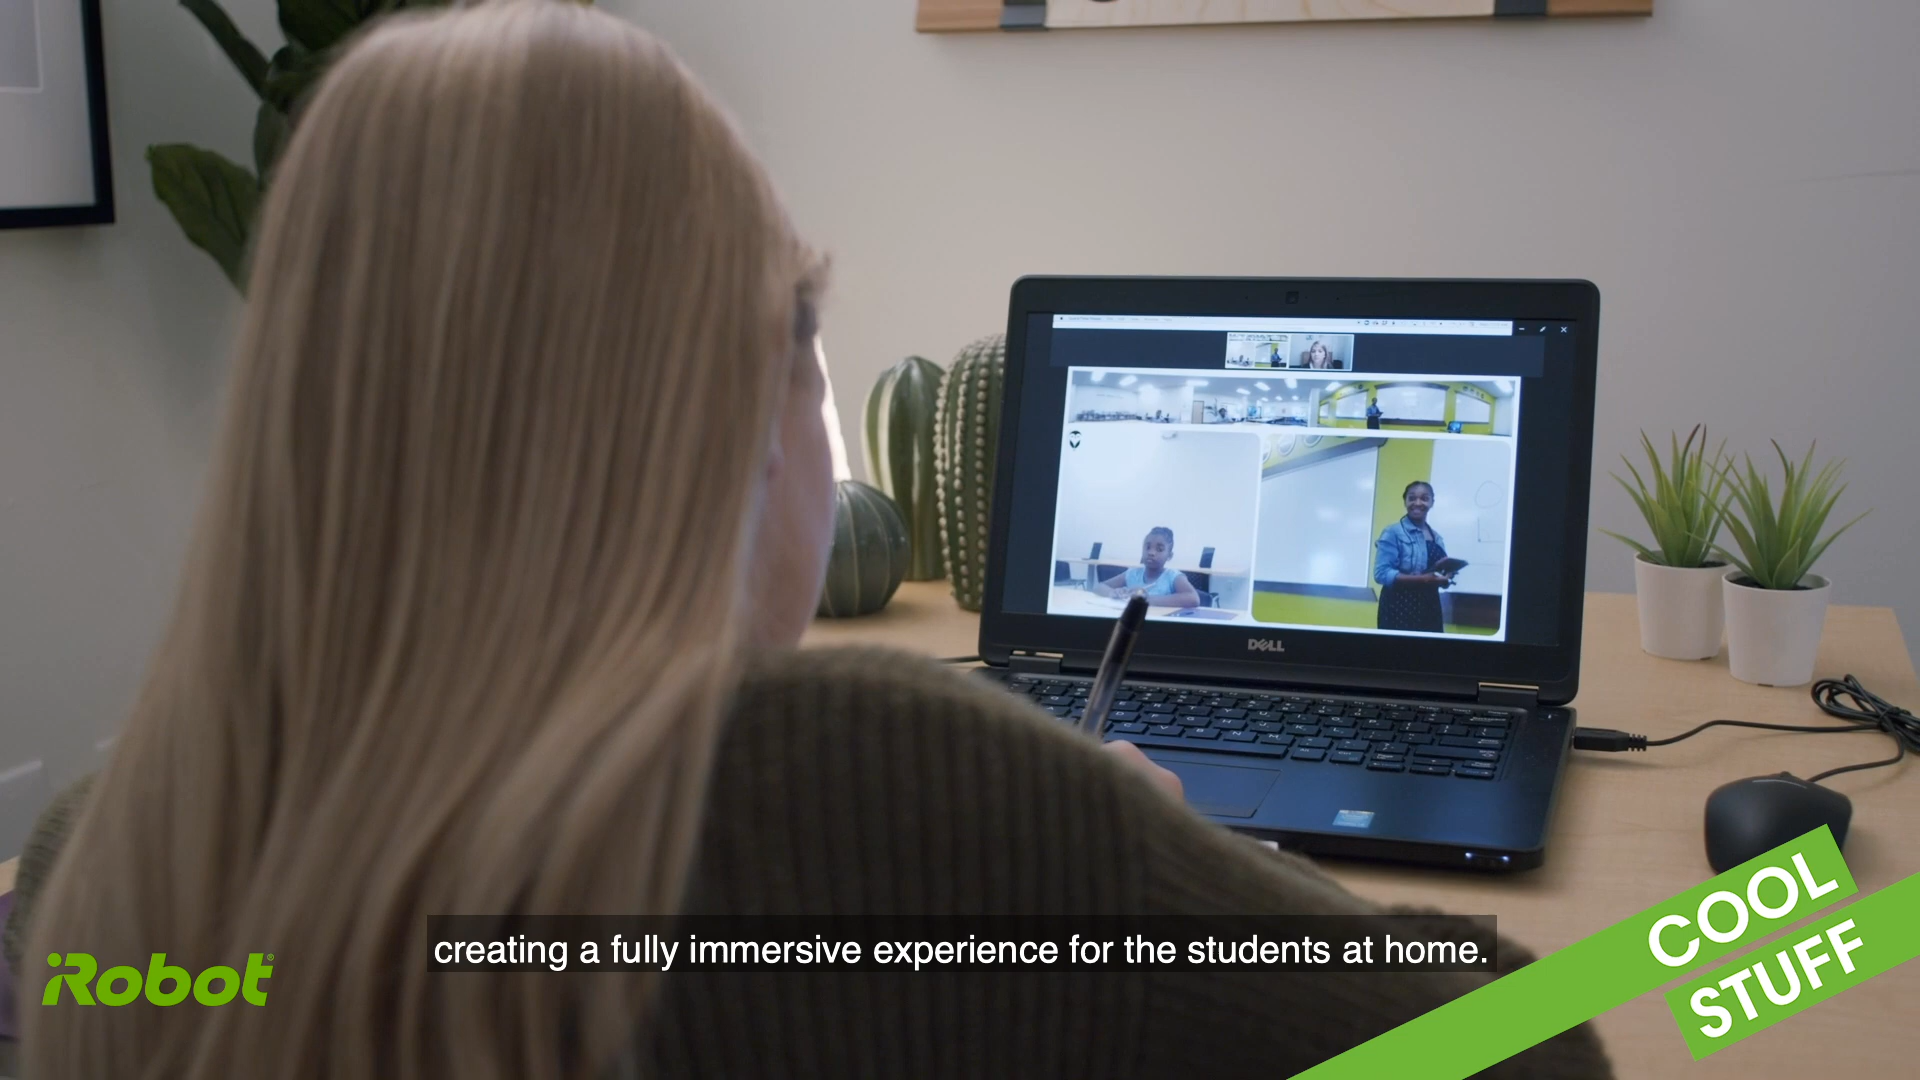 DELL
creating a fully immersive experience for the students at home.
iRobot®
COOL
STUFF